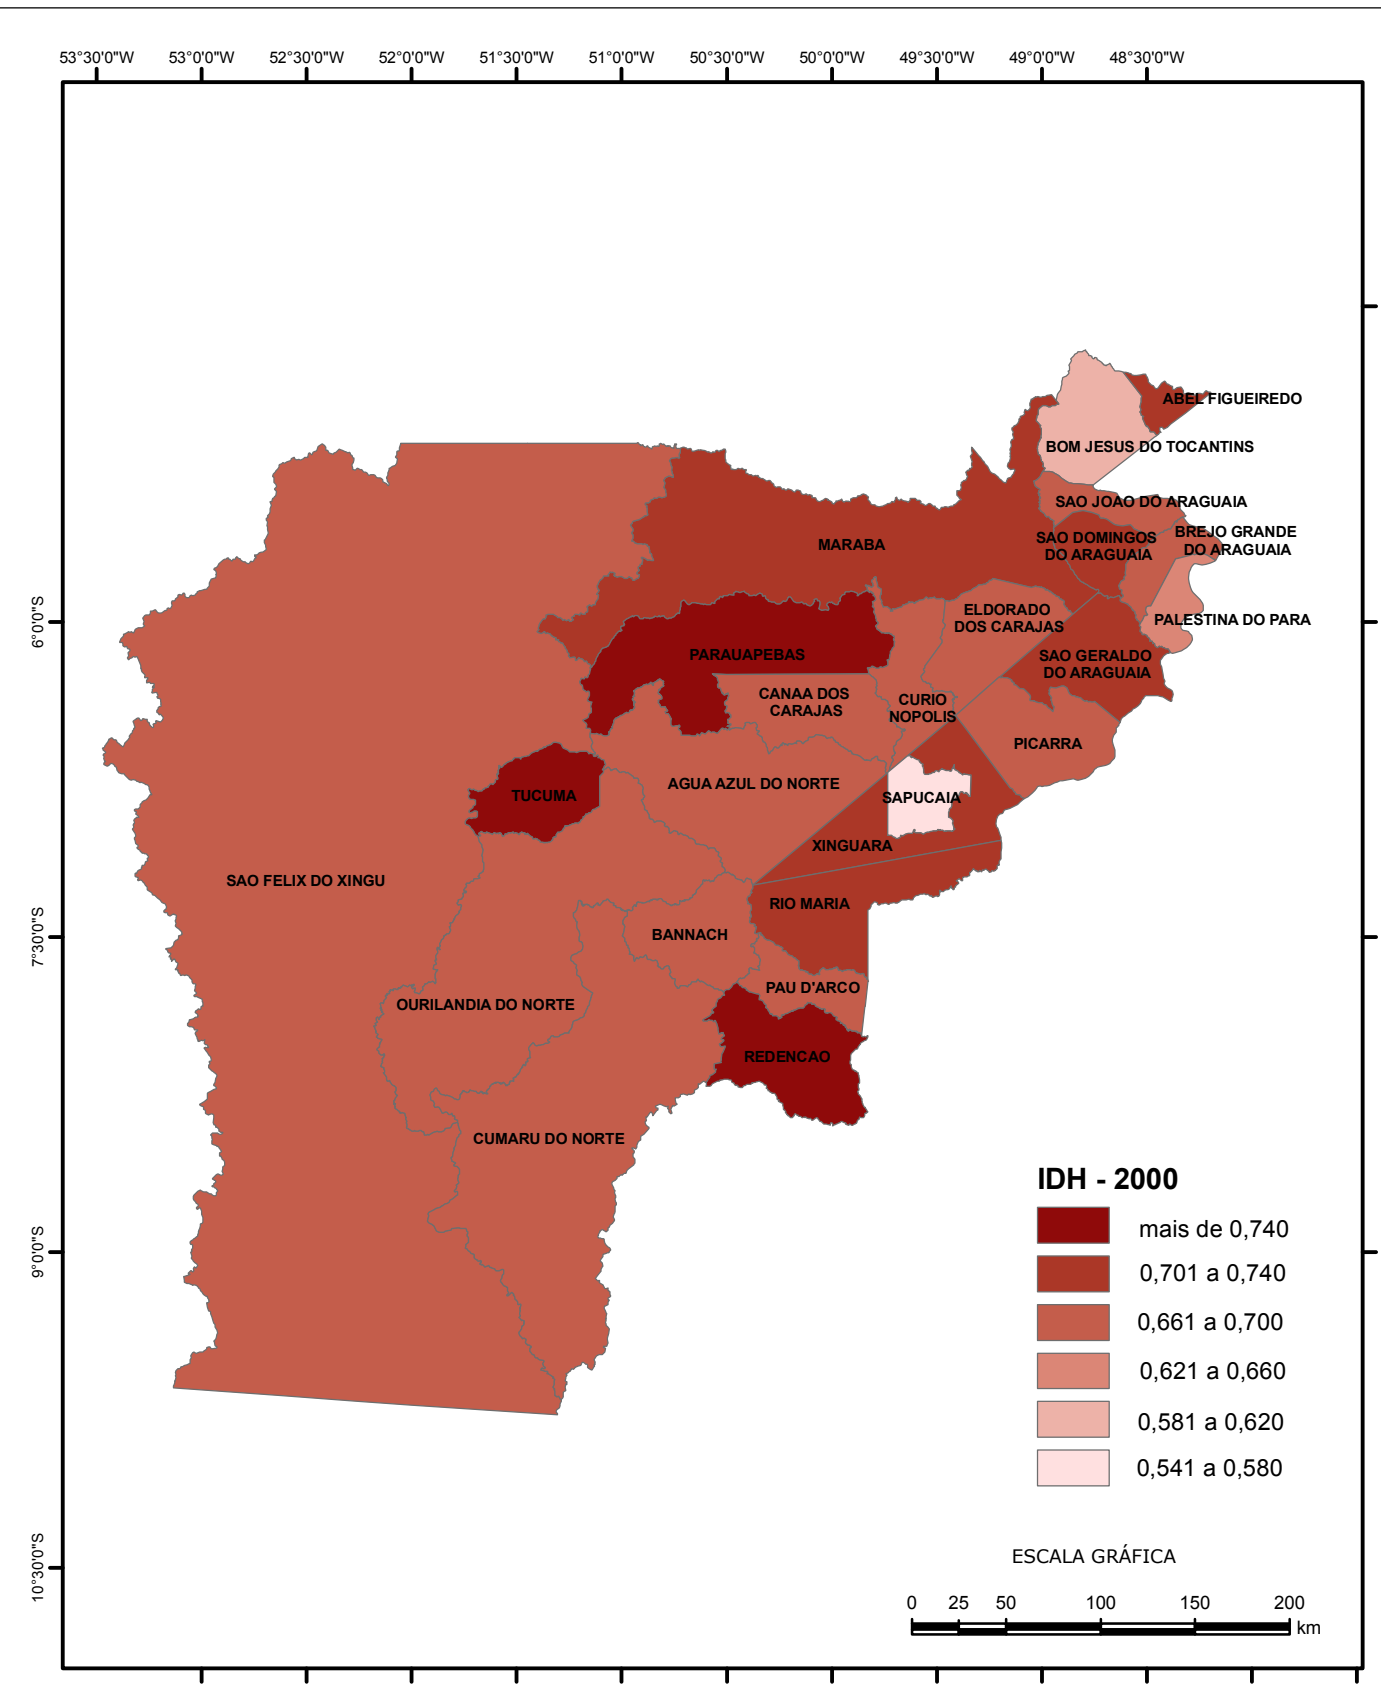 53°30'0"W 53°0'0"W 52°30'0"W 52°0'0"W 51°30'0"W 51°0'0"W 50°30'0"W 50°0'0"W 49°30'0"W 49°0'0"W 48°30'0"W
ABEL FIGUEIREDO
BOM JESUS DO TOCANTINS
SAO JOAO DO ARAGUAIA
BREJO GRANDE
DO ARAGUAIA
SAO DOMINGOS
DO ARAGUAIA
MARABA
ELDORADO
DOS CARAJAS
PALESTINA DO PARA
6°0'0"S
PARAUAPEBAS
SAO GERALDO
DO ARAGUAIA
CANAA DOS
CARAJAS
CURIO
NOPOLIS
PICARRA
AGUA AZUL DO NORTE
TUCUMA
SAPUCAIA
XINGUARA
SAO FELIX DO XINGU
RIO MARIA
7°30'0"S
BANNACH
PAU D'ARCO
OURILANDIA DO NORTE
REDENCAO
CUMARU DO NORTE
9°0'0"S
10°30'0"S
IDH - 2000
mais de 0,740
0,701 a 0,740
0,661 a 0,700
0,621 a 0,660
0,581 a 0,620
0,541 a 0,580
ESCALA GRÁFICA
0 25 50 100 150 200
km